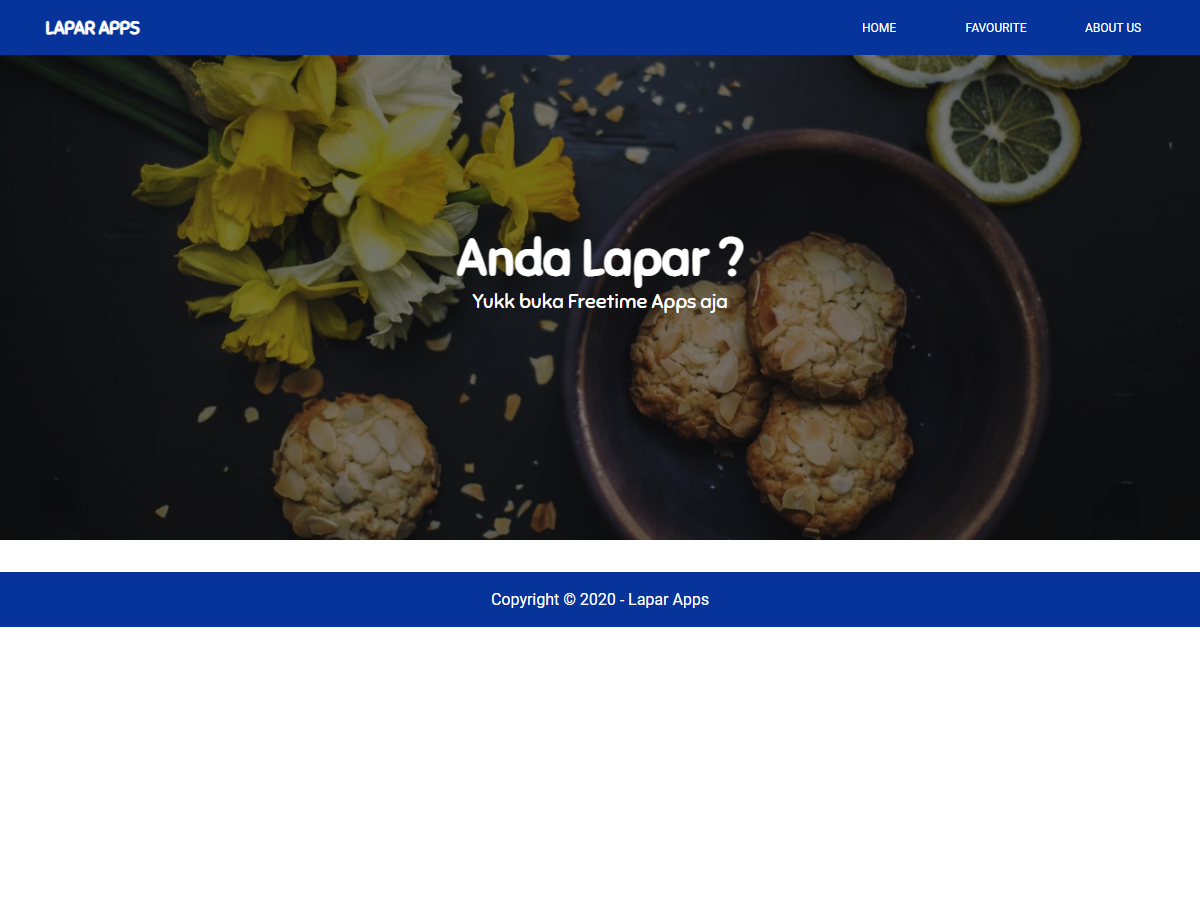 LAPAR APPS
HOME
FAVOURITE
ABOUT US
Anda Lapar ?
Yukk buka Freetime Apps aja
Copyright © 2020 - Lapar Apps